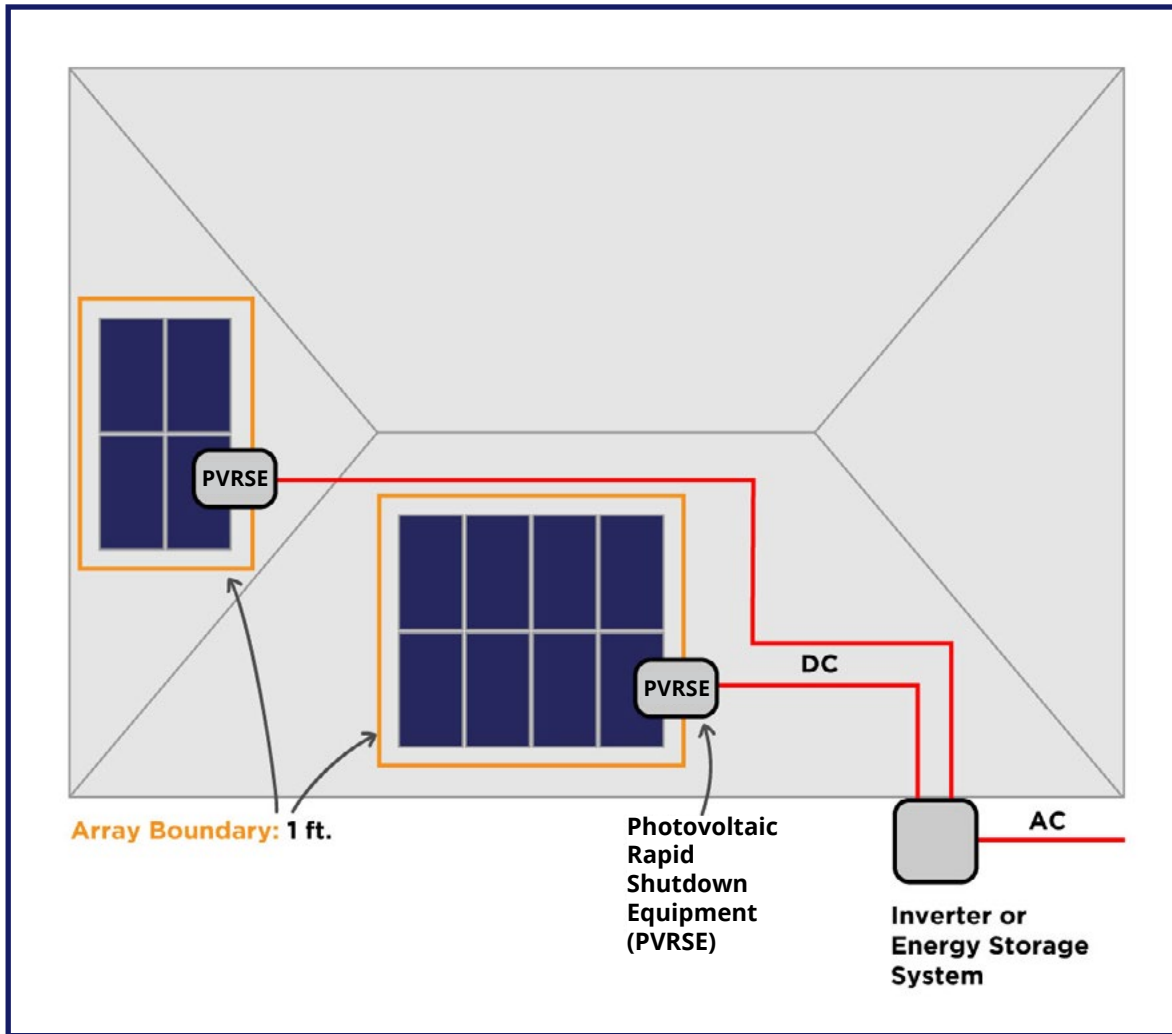 PVRSE
PVRSE
DC
Array Boundary: 1 ft.
Photovoltaic
Rapid
Shutdown
Equipment
(PVRSE)
AC
Inverter or
Energy Storage
System